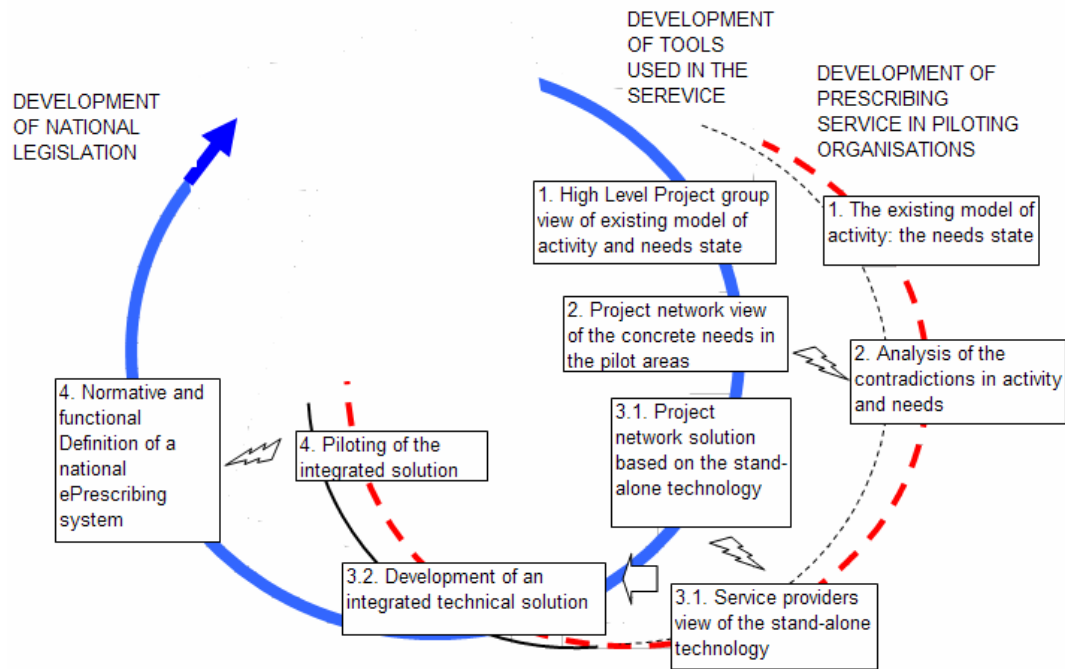 DEVELOPMENT
OF NATIONAL
LEGISLATION
DEVELOPMENT
OF TOOLS
USED IN THE
SEREVICE
DEVELOPMENT OF
PRESCRIBING
SERVICE IN PILOTING
ORGANISATIONS
1. High Level Project group
view of existing model of
activity and needs state
1. The existing model of
activity: the needs state
2. Project network view
of the concrete needs in
the pilot areas
2. Analysis of the
contradictions in activity
and needs
3.1. Project
network solution
based on the stand-
alone technology
4. Normative and
functional
Definition of a
national
ePrescribing
system
4. Piloting of the
integrated solution
3.2. Development of an
integrated technical solution
3.1. Service providers
view of the stand-alone
technology